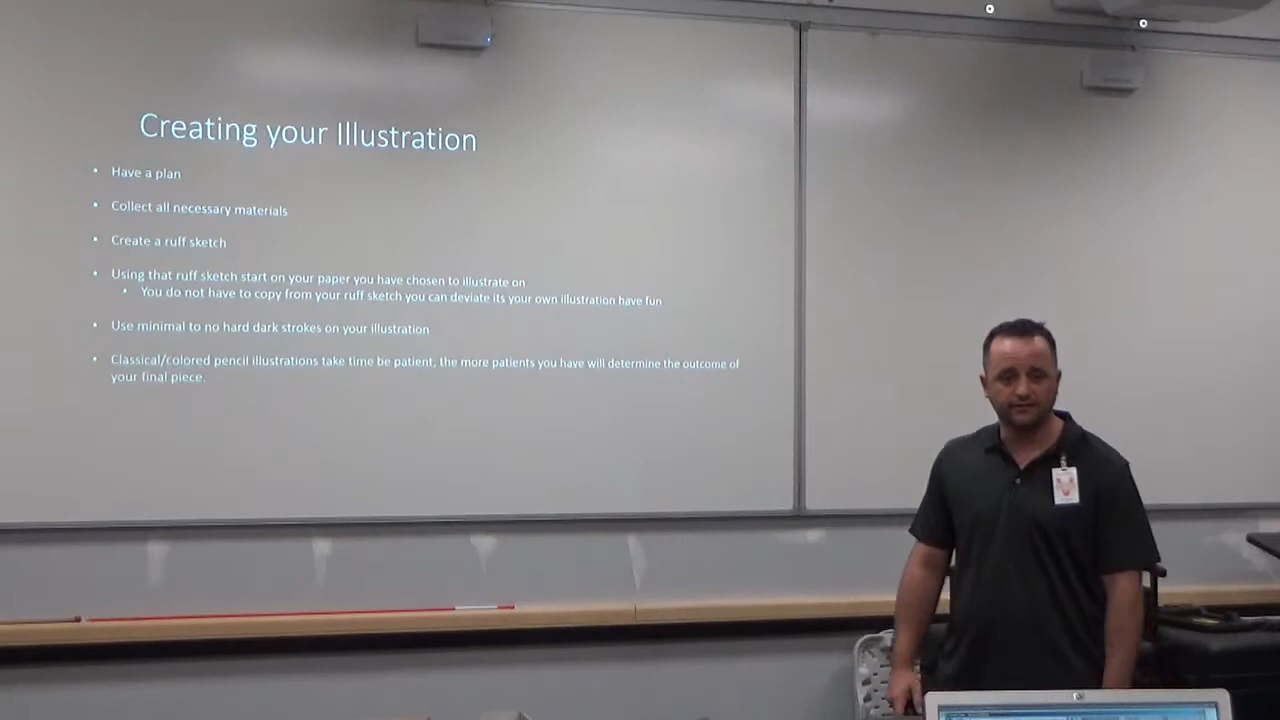 Creating your Illustration
• Have a plan
• Collect all necessary materials
• Create a ruff sketch
• Using that ruff sketch start on your paper you have chosen to illustrate on
• You do not have to copy from your ruff sketch you can deviate its your own illustration have fun
• Use minimal to no hard dark strokes on your illustration
• Classical/colored pencil illustrations take time be patient, the more patients you have will determine the outcome of
your final piece.